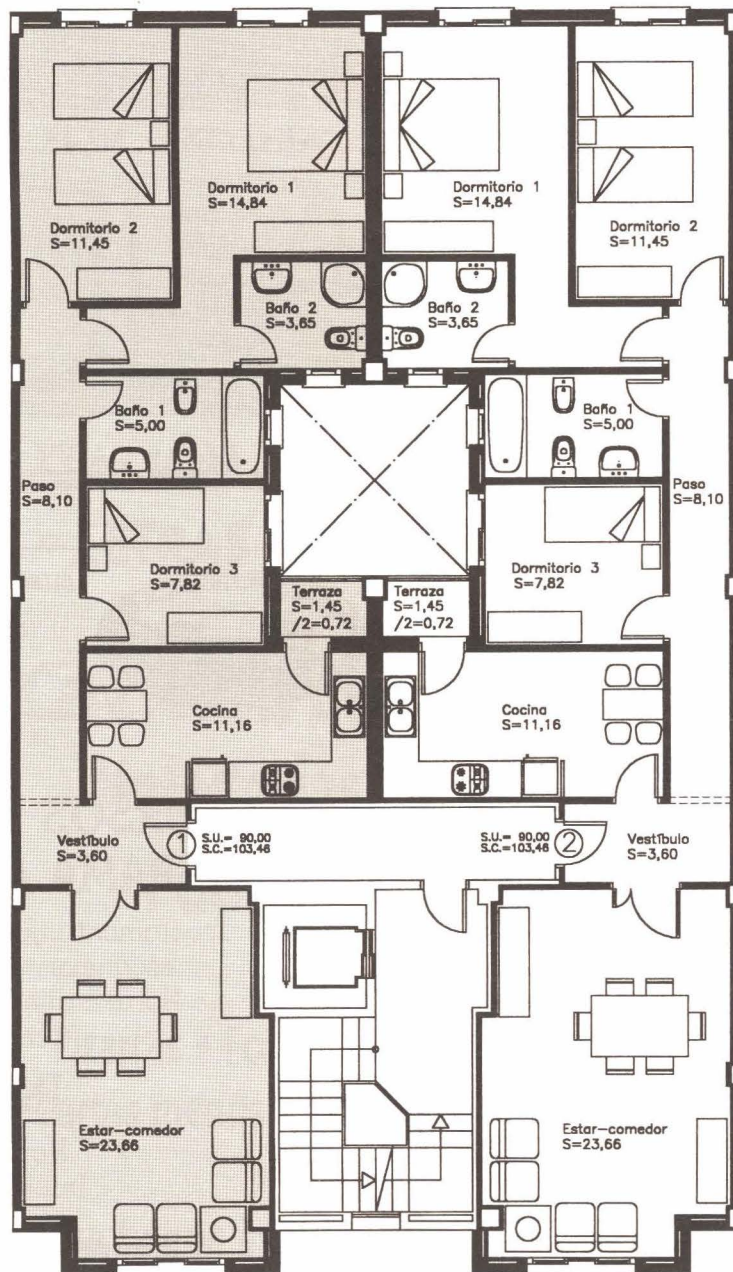 Dormitorio 1
S=14,84
Dormitorio 1
S=14,84
Dormitorio 2
S=11,45
Dormitorio 2
S=11,45
Baño 2
S=3,65
Baño 2
S=3,65
Baño 1
S=5,00
Baño 1
S=5,00
Paso
S=8,10
Paso
S=8,10
Dormitorio 3
S=7,82
Dormitorio 3
S=7,82
Terraza
S=1,45
/2=0,72
Terraza
S=1,45
/2=0,72
Cocina
S=11,16
Cocina
S=11,16
Vestíbulo
S=3,60
1
S.U.= 90,00
S.C.=103,46
S.U.= 90,00
S.C.=103,46
2
Vestíbulo
S=3,60
Estar-comedor
S=23,66
Estar-comedor
S=23,66